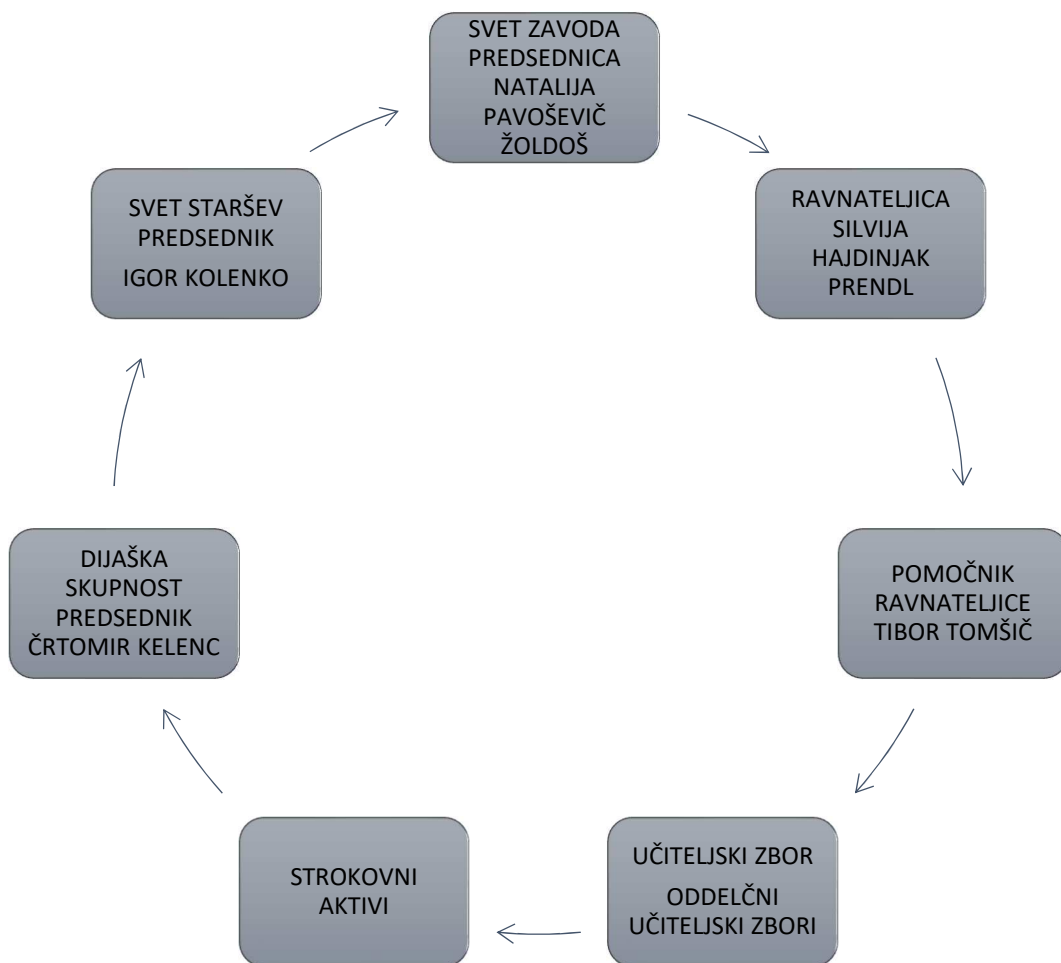 SVET ZAVODA
PREDSEDNICA
NATALIJA
PAVOŠEVIČ
ŽOLDOŠ
RAVNATELJICA
SILVIJA
HAJDINJAK
PRENDL
POMOČNIK
RAVNATELJICE
TIBOR TOMŠIČ
UČITELJSKI ZBOR
ODDELČNI
UČITELJSKI ZBORI
STROKOVNI
AKTIVI
DIJAŠKA
SKUPNOST
PREDSEDNIK
ČRTOMIR KELENC
SVET STARŠEV
PREDSEDNIK
IGOR KOLENKO